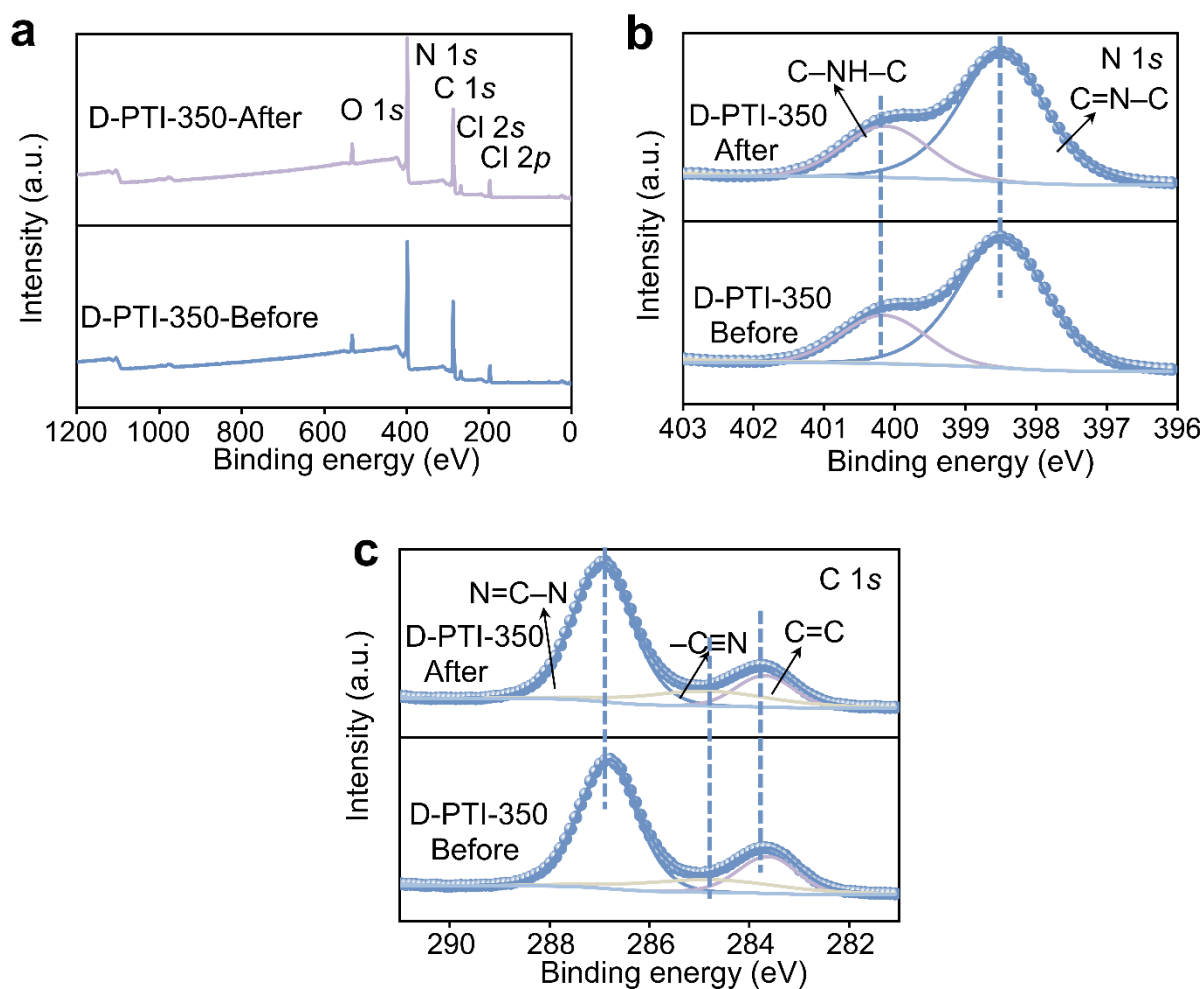 a
Intensity (a.u.)
D-PTI-350-After
O 1s
N 1s
C 1s
Cl 2s
Cl 2p
D-PTI-350-Before
1200 1000 800 600 400 200 0
Binding energy (eV)
b
Intensity (a.u.)
C–NH–C
N 1s
D-PTI-350
After
C=N–C
D-PTI-350
Before
403 402 401 400 399 398 397 396
Binding energy (eV)
c
Intensity (a.u.)
C 1s
N=C–N
D-PTI-350
After
–C≡N
C=C
D-PTI-350
Before
290 288 286 284 282
Binding energy (eV)